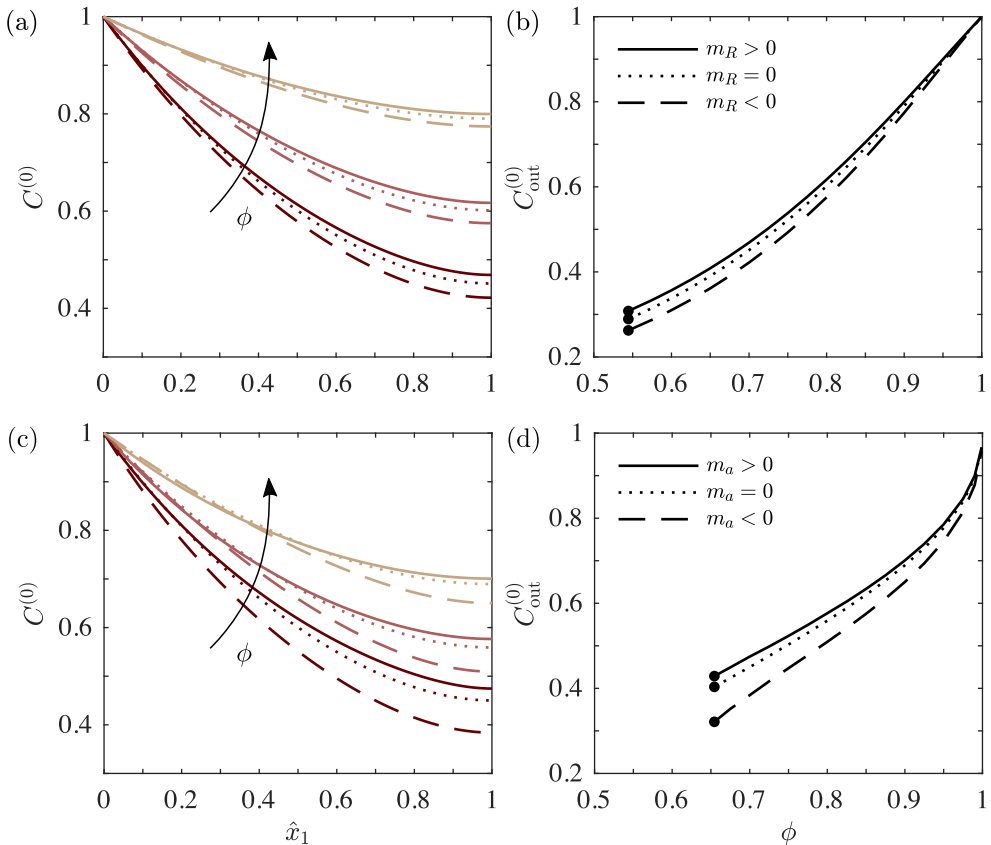 (a)
1
0.8
0.6
0.4
C^(0)
ϕ
0 0.2 0.4 0.6 0.8 1
(b)
1
0.8
0.6
0.4
0.2
C^(0)_out
m_R > 0
m_R = 0
m_R < 0
0.5 0.6 0.7 0.8 0.9 1
(c)
1
0.8
0.6
0.4
C^(0)
ϕ
0 0.2 0.4 0.6 0.8 1
x̂_1
(d)
1
0.8
0.6
0.4
0.2
C^(0)_out
m_a > 0
m_a = 0
m_a < 0
0.5 0.6 0.7 0.8 0.9 1
ϕ